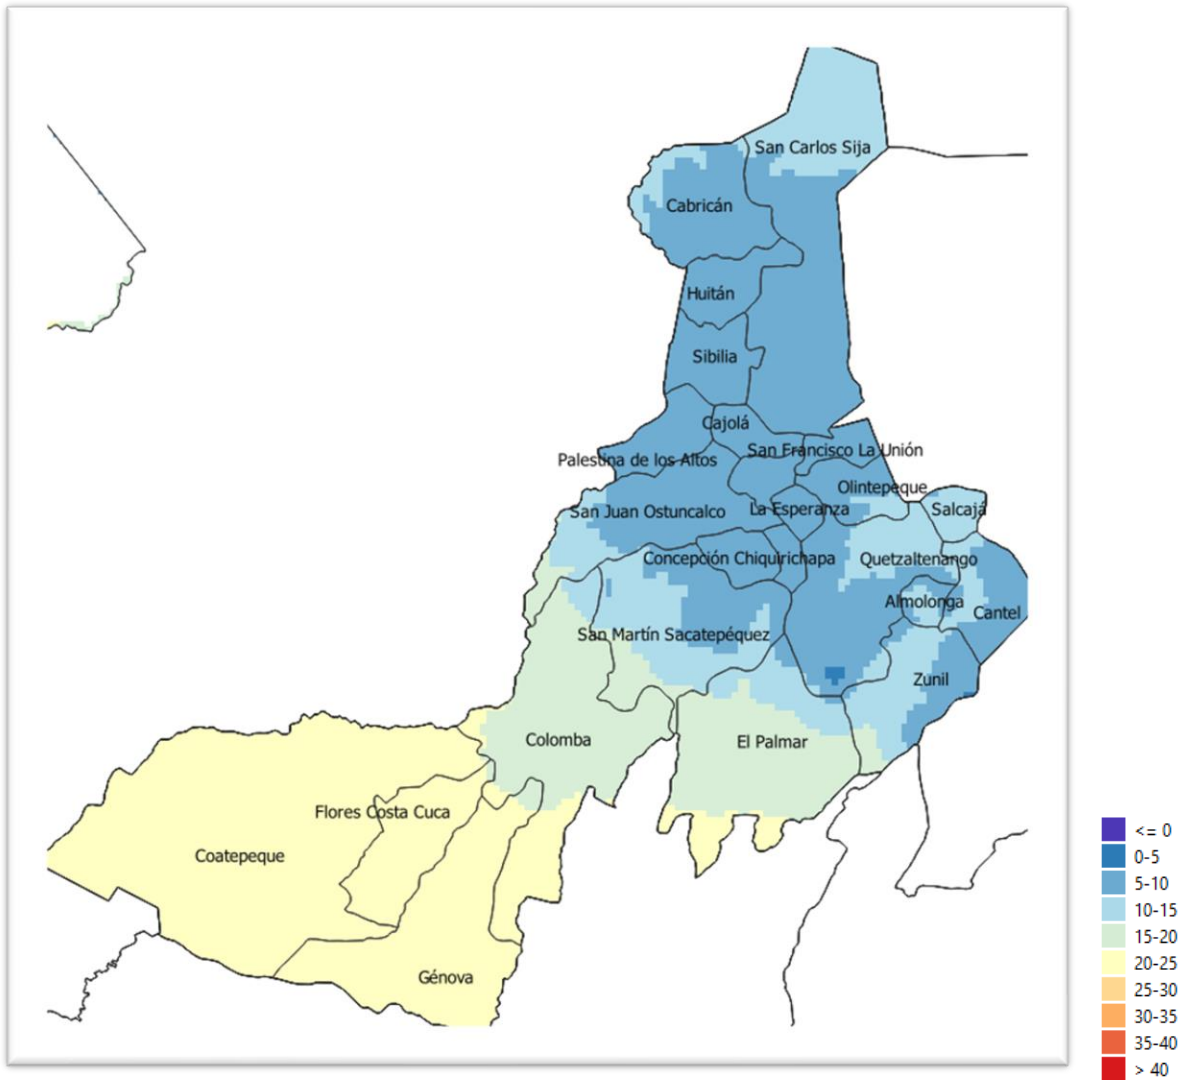 San Carlos Sija
Cabricán
Huitán
Sibilia
Cajolá
San Francisco La Unión
Palestina de los Altos
Olintepeque
San Juan Ostuncalco
La Esperanza
Salcajá
Concepción Chiquirichapa
Quetzaltenango
Almolonga
Cantel
San Martín Sacatepéquez
Zunil
Colomba
El Palmar
Flores Costa Cuca
Coatepeque
Génova
<= 0
0-5
5-10
10-15
15-20
20-25
25-30
30-35
35-40
> 40